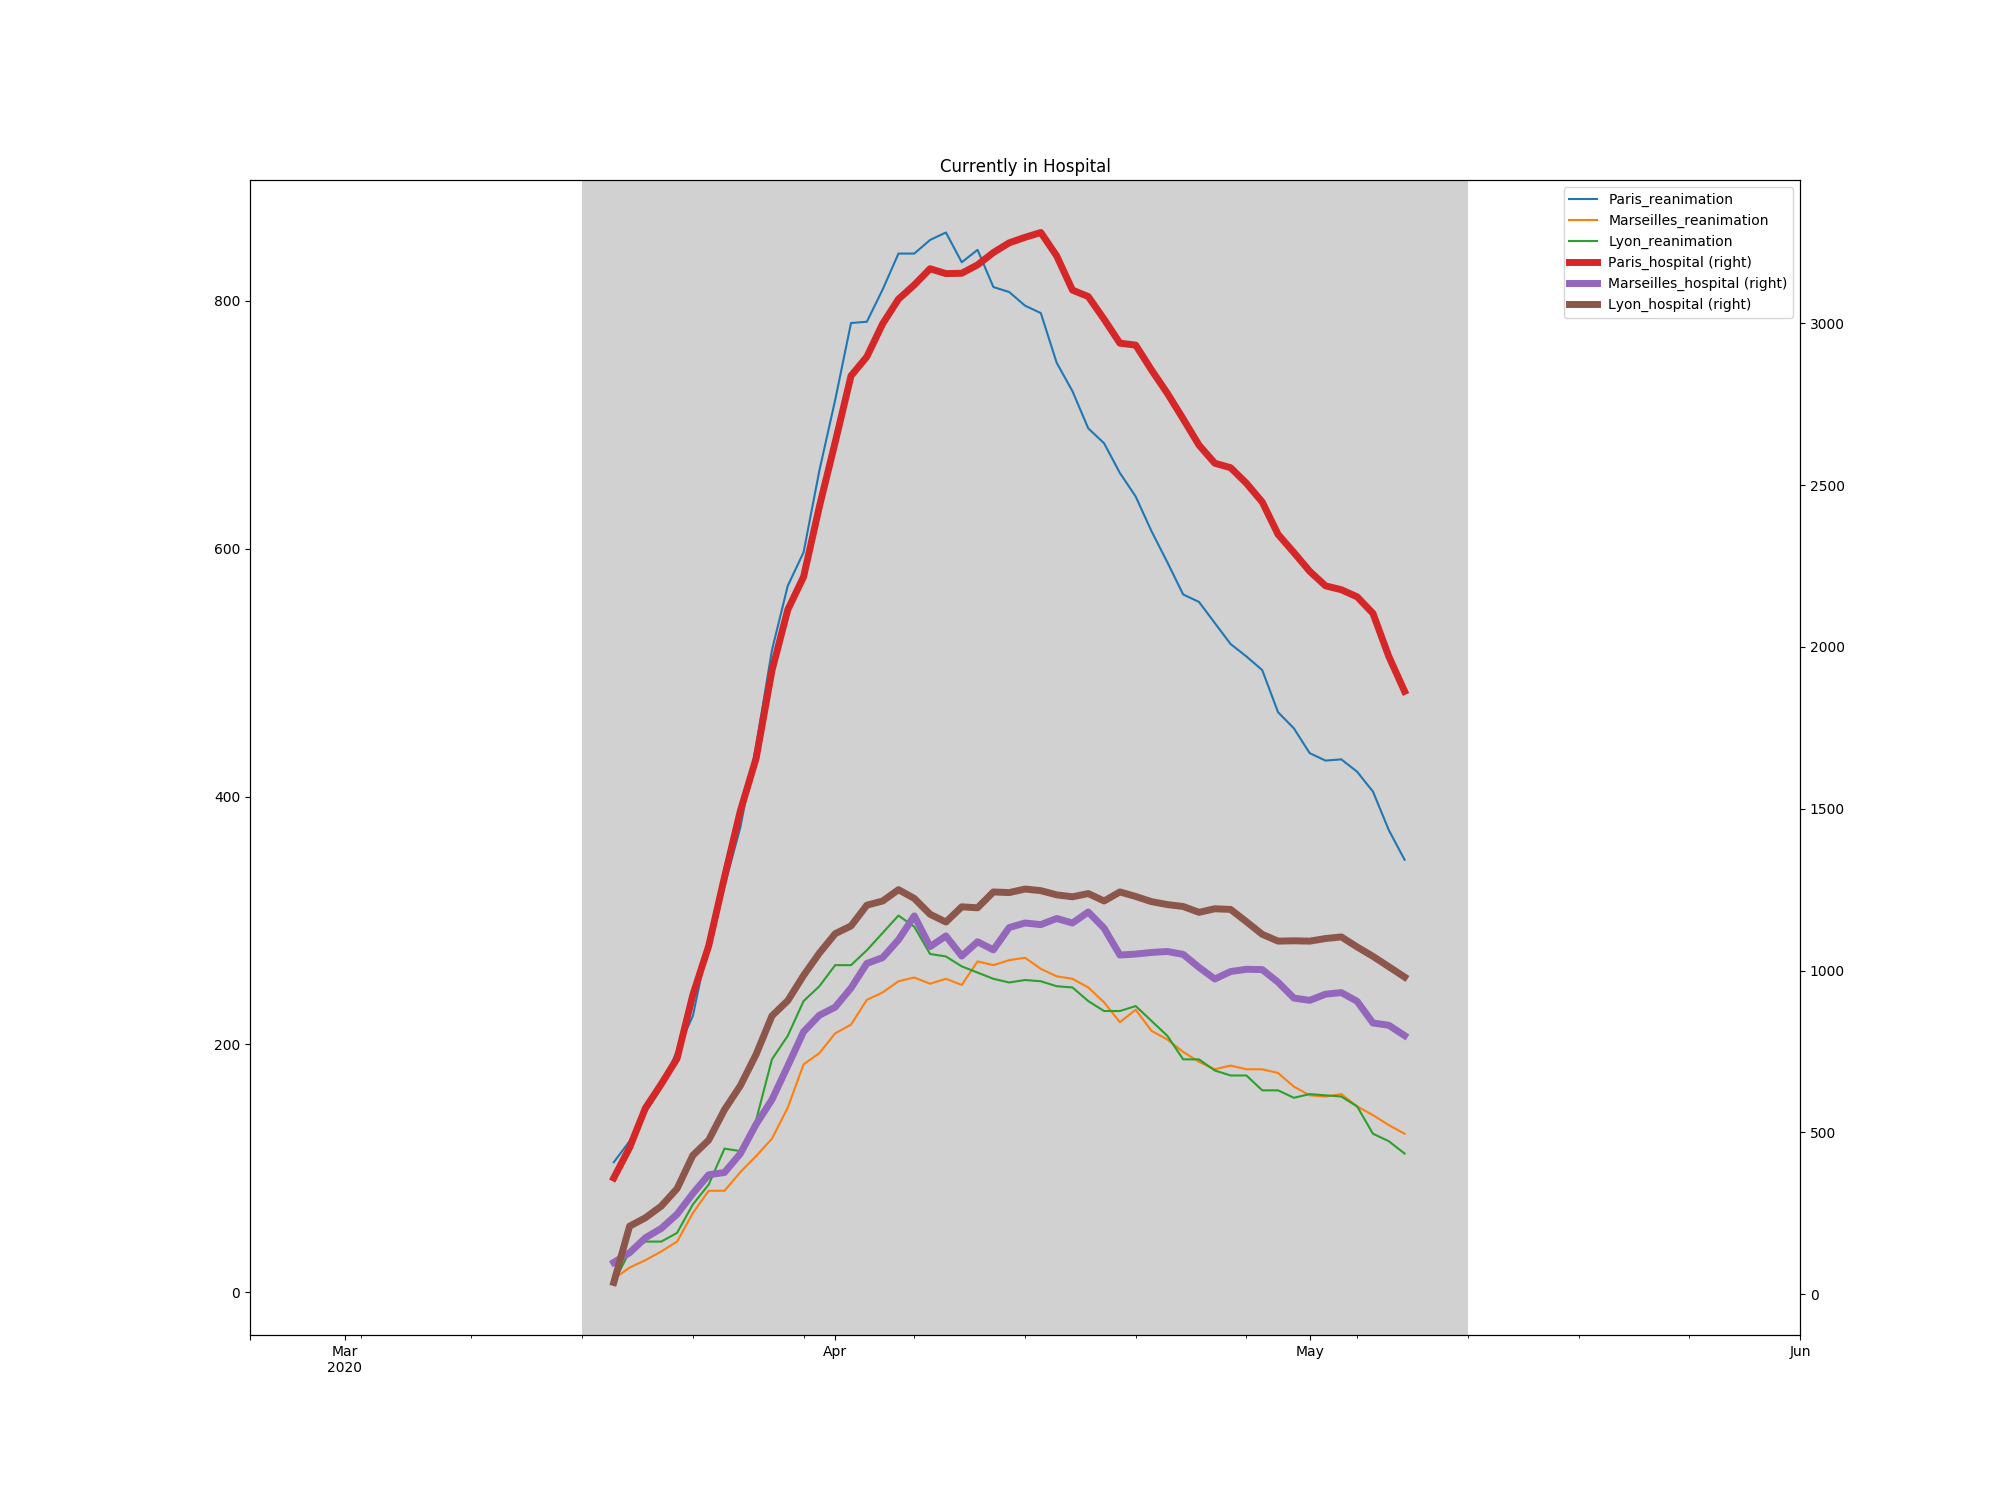 Currently in Hospital
Paris_reanimation
Marseilles_reanimation
Lyon_reanimation
Paris_hospital (right)
Marseilles_hospital (right)
Lyon_hospital (right)
800
600
400
200
0
3000
2500
2000
1500
1000
500
0
Mar
2020
Apr
May
Jun